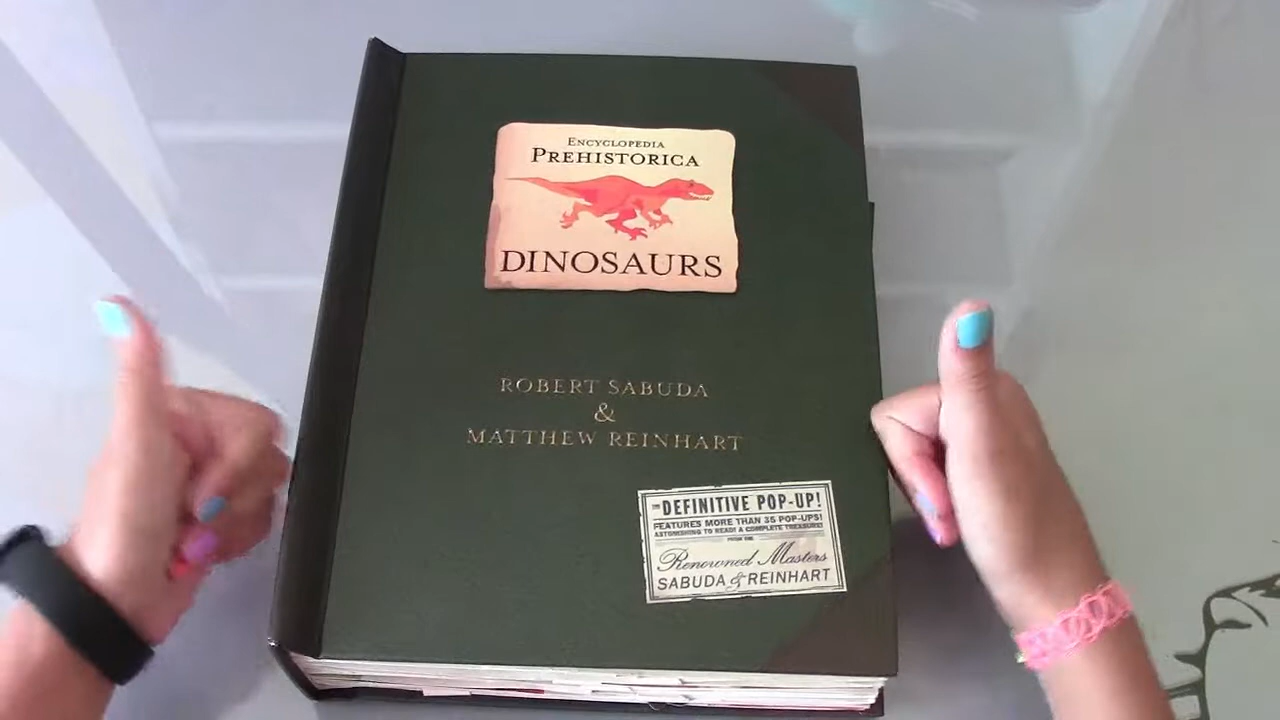 ENCYCLOPEDIA
PREHISTORICA
DINOSAURS
ROBERT SABUDA
&
MATTHEW REINHART
THE DEFINITIVE POP-UP!
FEATURES MORE THAN 35 POP-UPS!
ASTONISHING TO READ! A COMPLETE TREASURE!
FROM THE
Renowned Masters
SABUDA & REINHART